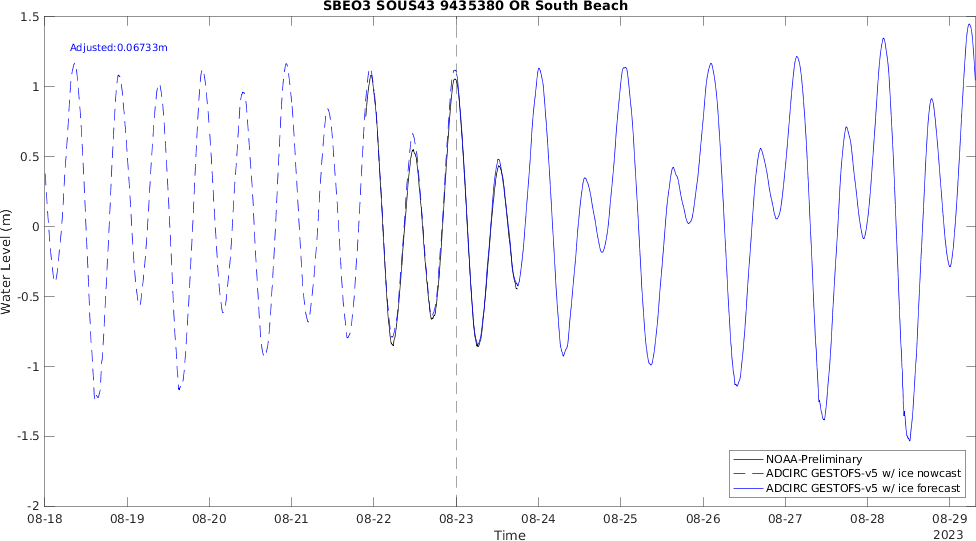 SBEO3 SOUS43 9435380 OR South Beach
1.5
Adjusted:0.06733m
1
0.5
0
-0.5
-1
-1.5
-2
Water Level (m)
NOAA-Preliminary
ADCIRC GESTOFS-v5 w/ ice nowcast
ADCIRC GESTOFS-v5 w/ ice forecast
08-18 08-19 08-20 08-21 08-22 08-23 08-24 08-25 08-26 08-27 08-28 08-29
Time 2023